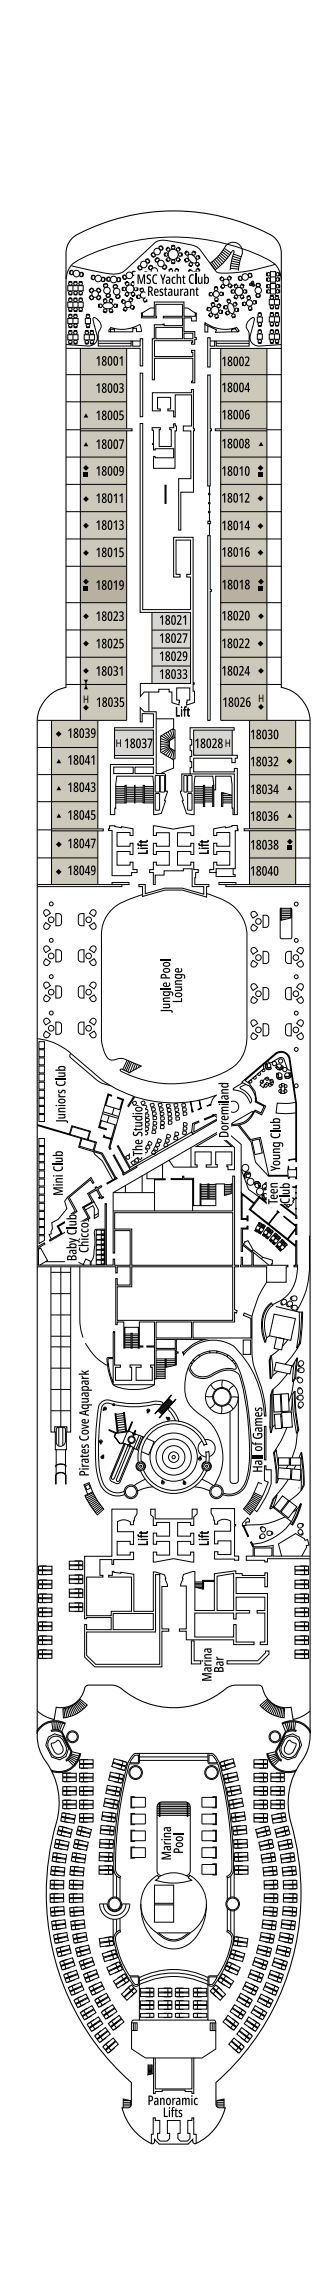 MSC Yacht Club
Restaurant
18001
18002
18003
18004
18005
18006
18007
18008
18009
18010
18011
18012
18013
18014
18015
18016
18019
18018
18023
18021
18020
18027
18025
18022
18029
18031
18033
18024
H
18035
H
18026
Lift
18039
H 18037
18028 H
18030
18041
18032
18043
18034
18045
18036
18047
Lift
Lift
18038
18049
18040
Jungle Pool
Lounge
Juniors Club
The Studio
Doremiland
Young Club
Mini Club
Teen
Club
Baby Club
Chicco
Pirates Cove Aquapark
Hall of Games
Lift
Lift
Marina
Bar
Marina
Pool
Panoramic
Lifts